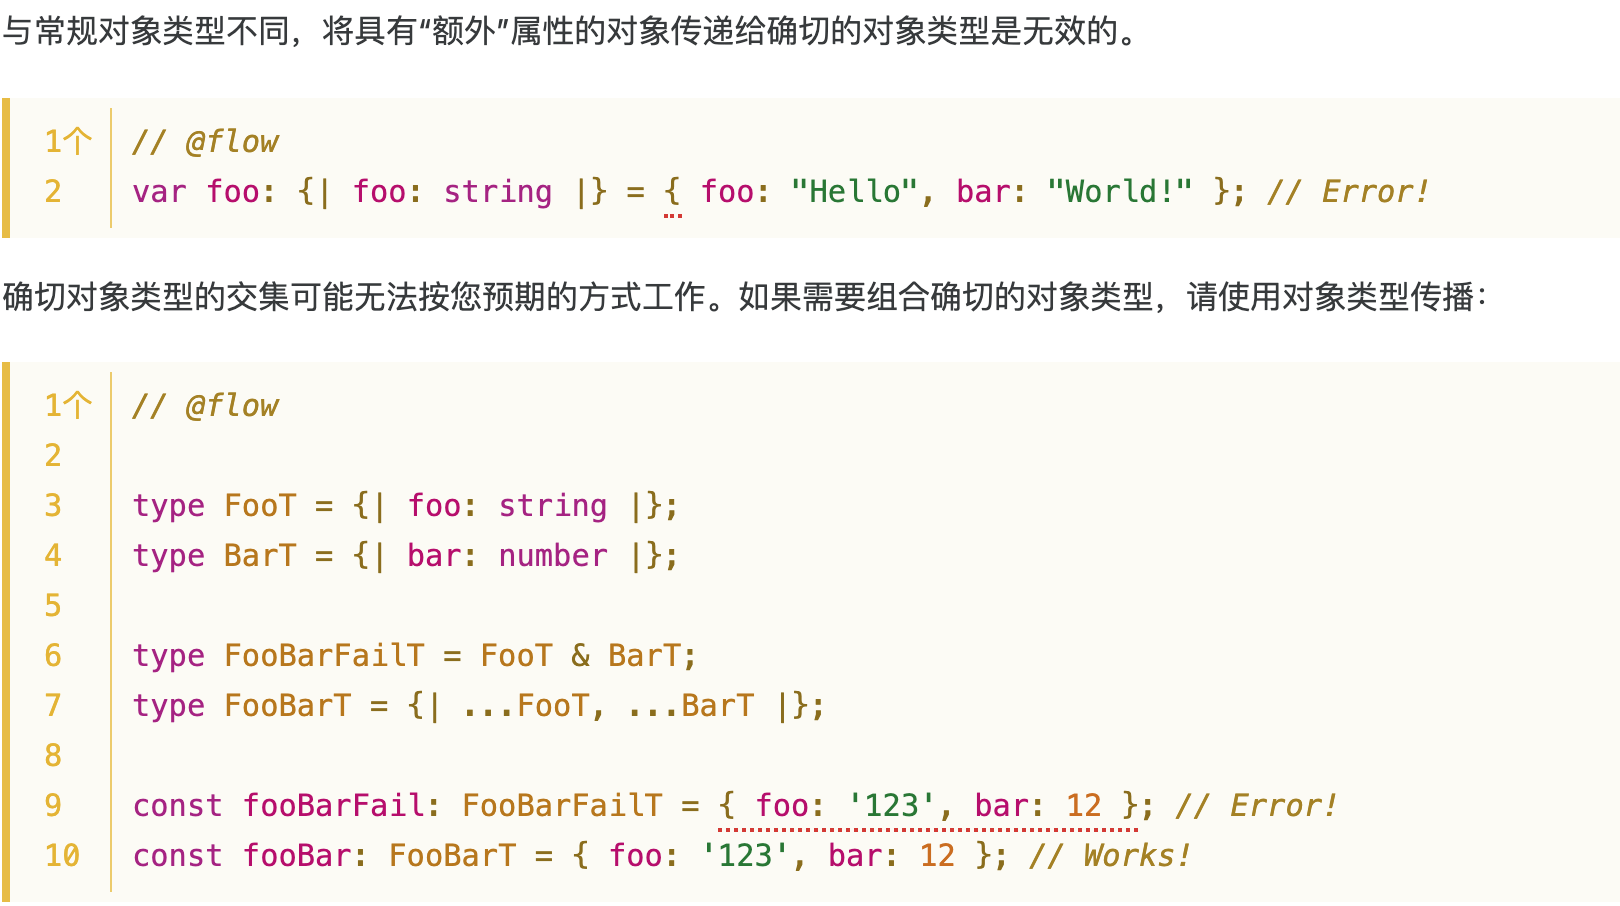 与常规对象类型不同，将具有“额外”属性的对象传递给确切的对象类型是无效的。
1个 // @flow
2 var foo: {| foo: string |} = { foo: "Hello", bar: "World!" }; // Error!
确切对象类型的交集可能无法按您预期的方式工作。如果需要组合确切的对象类型，请使用对象类型传播：
1个 // @flow
2
3 type FooT = {| foo: string |};
4 type BarT = {| bar: number |};
5
6 type FooBarFailT = FooT & BarT;
7 type FooBarT = {| ...FooT, ...BarT |};
8
9 const fooBarFail: FooBarFailT = { foo: '123', bar: 12 }; // Error!
10 const fooBar: FooBarT = { foo: '123', bar: 12 }; // Works!